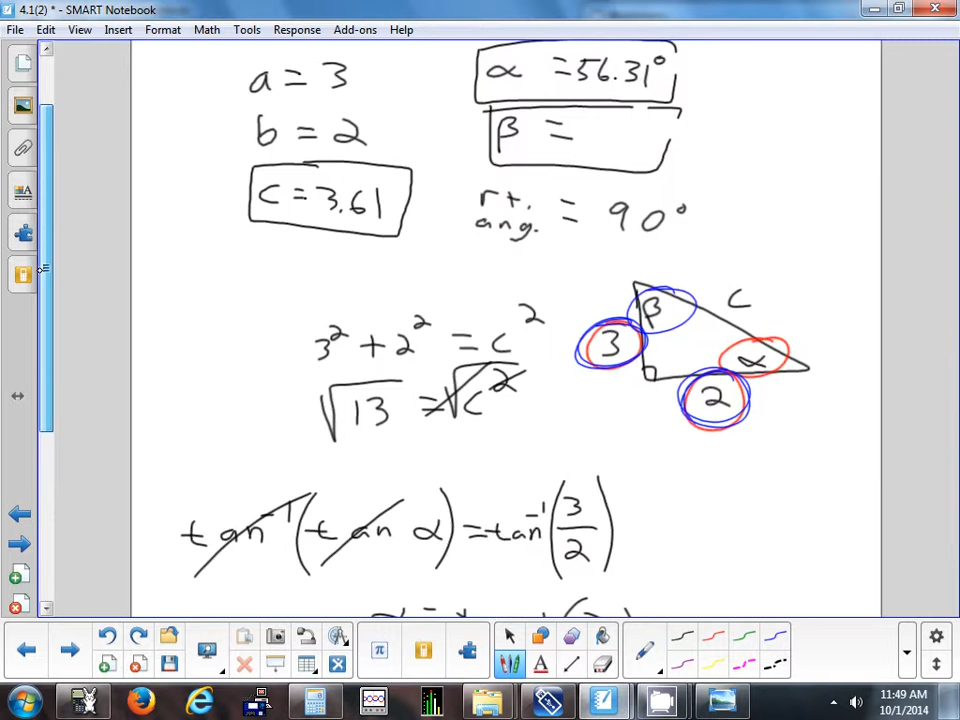 4.1(2) * - SMART Notebook
File Edit View Insert Format Math Tools Response Add-ons Help
a = 3
α = 56.31°
b = 2
β =
c = 3.61
rt. ang. = 90°
β
c
3
α
2
3² + 2² = c²
√13 = √c²
tan⁻¹(tan α) = tan⁻¹(3/2)
π
A
11:49 AM
10/1/2014